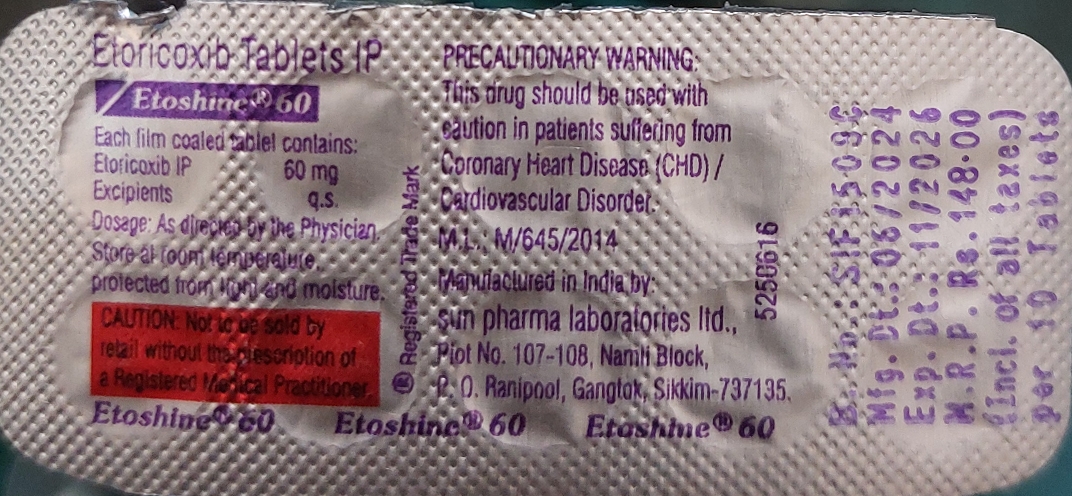 Etoricoxib Tablets IP
Etoshine® 60
Each film coated tablet contains:
Etoricoxib IP 60 mg
Excipients q.s.
Dosage: As directed by the Physician.
Store at room temperature,
protected from light and moisture.
CAUTION: Not to be sold by
retail without the prescription of
a Registered Medical Practitioner.
® Registered Trade Mark
PRECAUTIONARY WARNING:
This drug should be used with
caution in patients suffering from
Coronary Heart Disease (CHD) /
Cardiovascular Disorder.
M.L.: M/645/2014
Manufactured in India by:
sun pharma laboratories ltd.,
Plot No. 107-108, Namli Block,
P. O. Ranipool, Gangtok, Sikkim-737135.
5250616
Etoshine® 60 Etoshine® 60 Etoshine® 60
B. No.:
Mfg. Dt.: 06/2024
Exp. Dt.: 11/2026
M.R.P. Rs. 148.00
(Incl. of all taxes)
per 10 Tablets